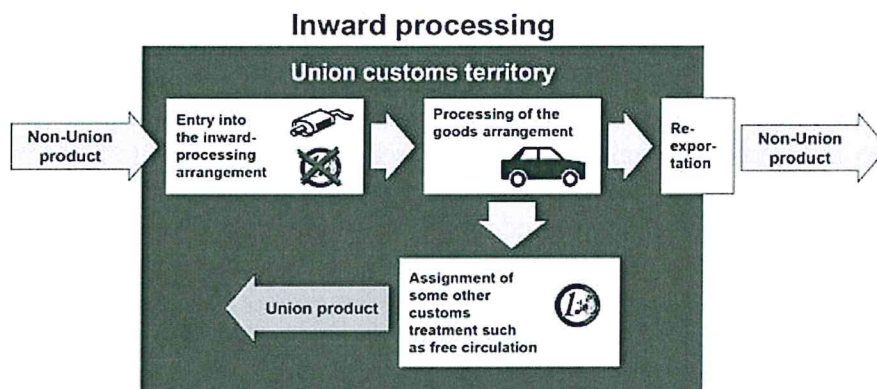 Inward processing
Union customs territory
Non-Union
product
Entry into
the inward-
processing
arrangement
Processing of the
goods arrangement
Re-
expor-
tation
Non-Union
product
Assignment of
some other
customs
treatment such
as free circulation
1
Union product